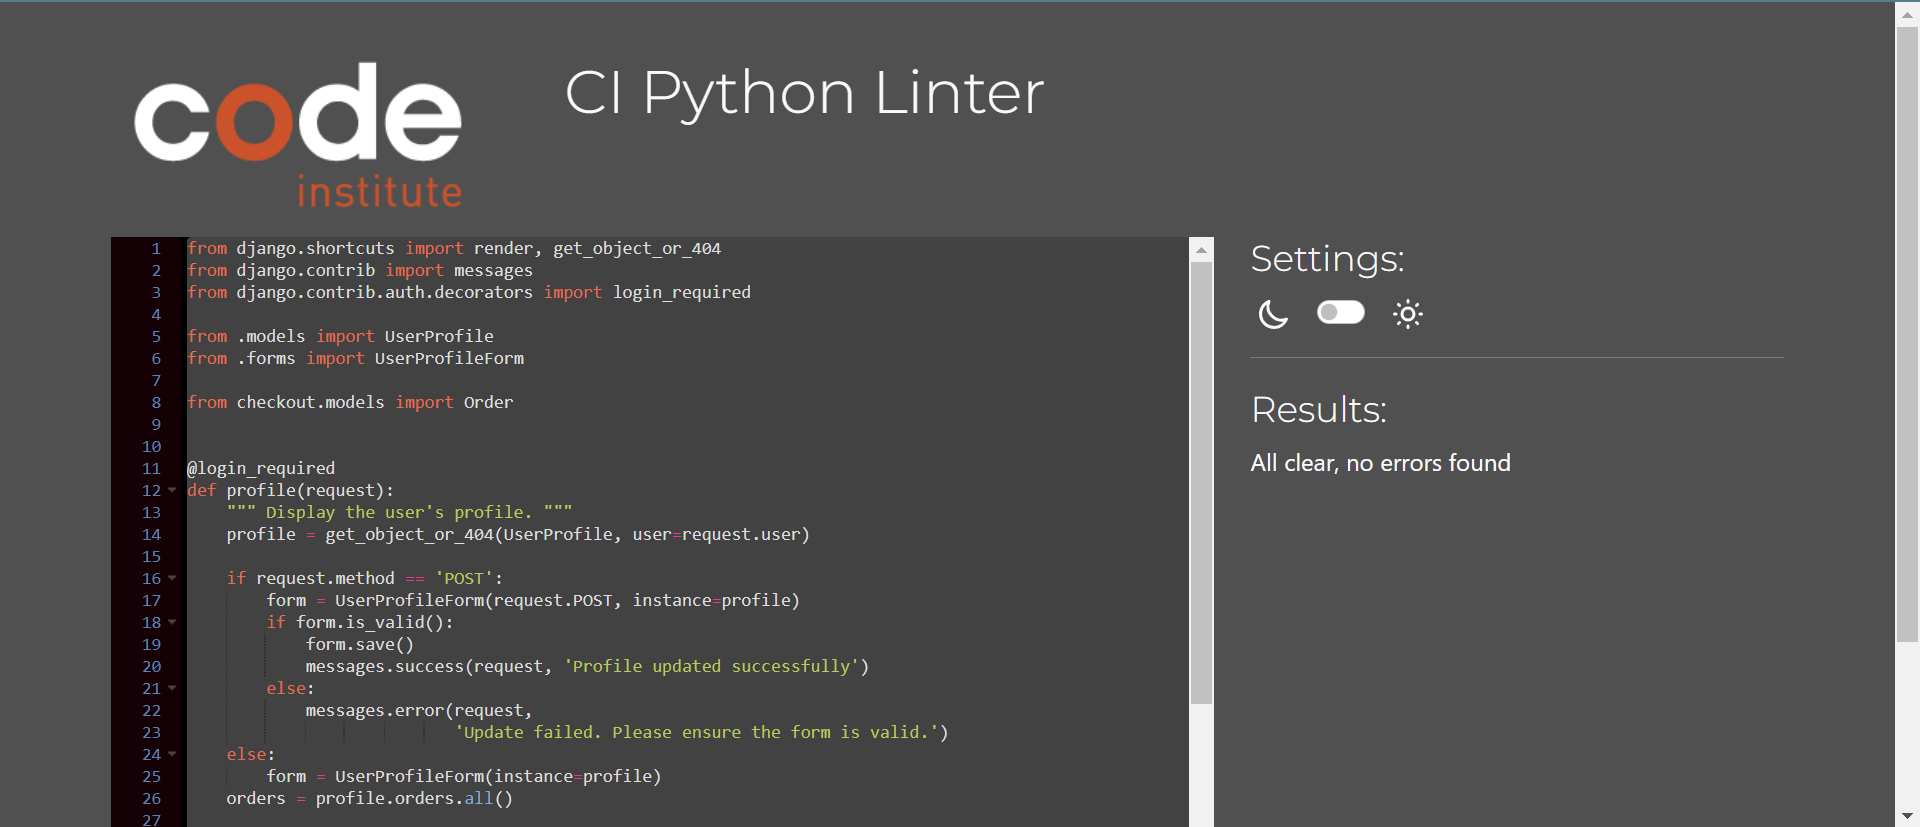 code
institute
CI Python Linter
1 from django.shortcuts import render, get_object_or_404
2 from django.contrib import messages
3 from django.contrib.auth.decorators import login_required
4
5 from .models import UserProfile
6 from .forms import UserProfileForm
7
8 from checkout.models import Order
9
10
11 @login_required
12 def profile(request):
13     """ Display the user's profile. """
14     profile = get_object_or_404(UserProfile, user=request.user)
15
16     if request.method == 'POST':
17         form = UserProfileForm(request.POST, instance=profile)
18         if form.is_valid():
19             form.save()
20             messages.success(request, 'Profile updated successfully')
21         else:
22             messages.error(request,
23                            'Update failed. Please ensure the form is valid.')
24     else:
25         form = UserProfileForm(instance=profile)
26     orders = profile.orders.all()
27
Settings:
Results:
All clear, no errors found